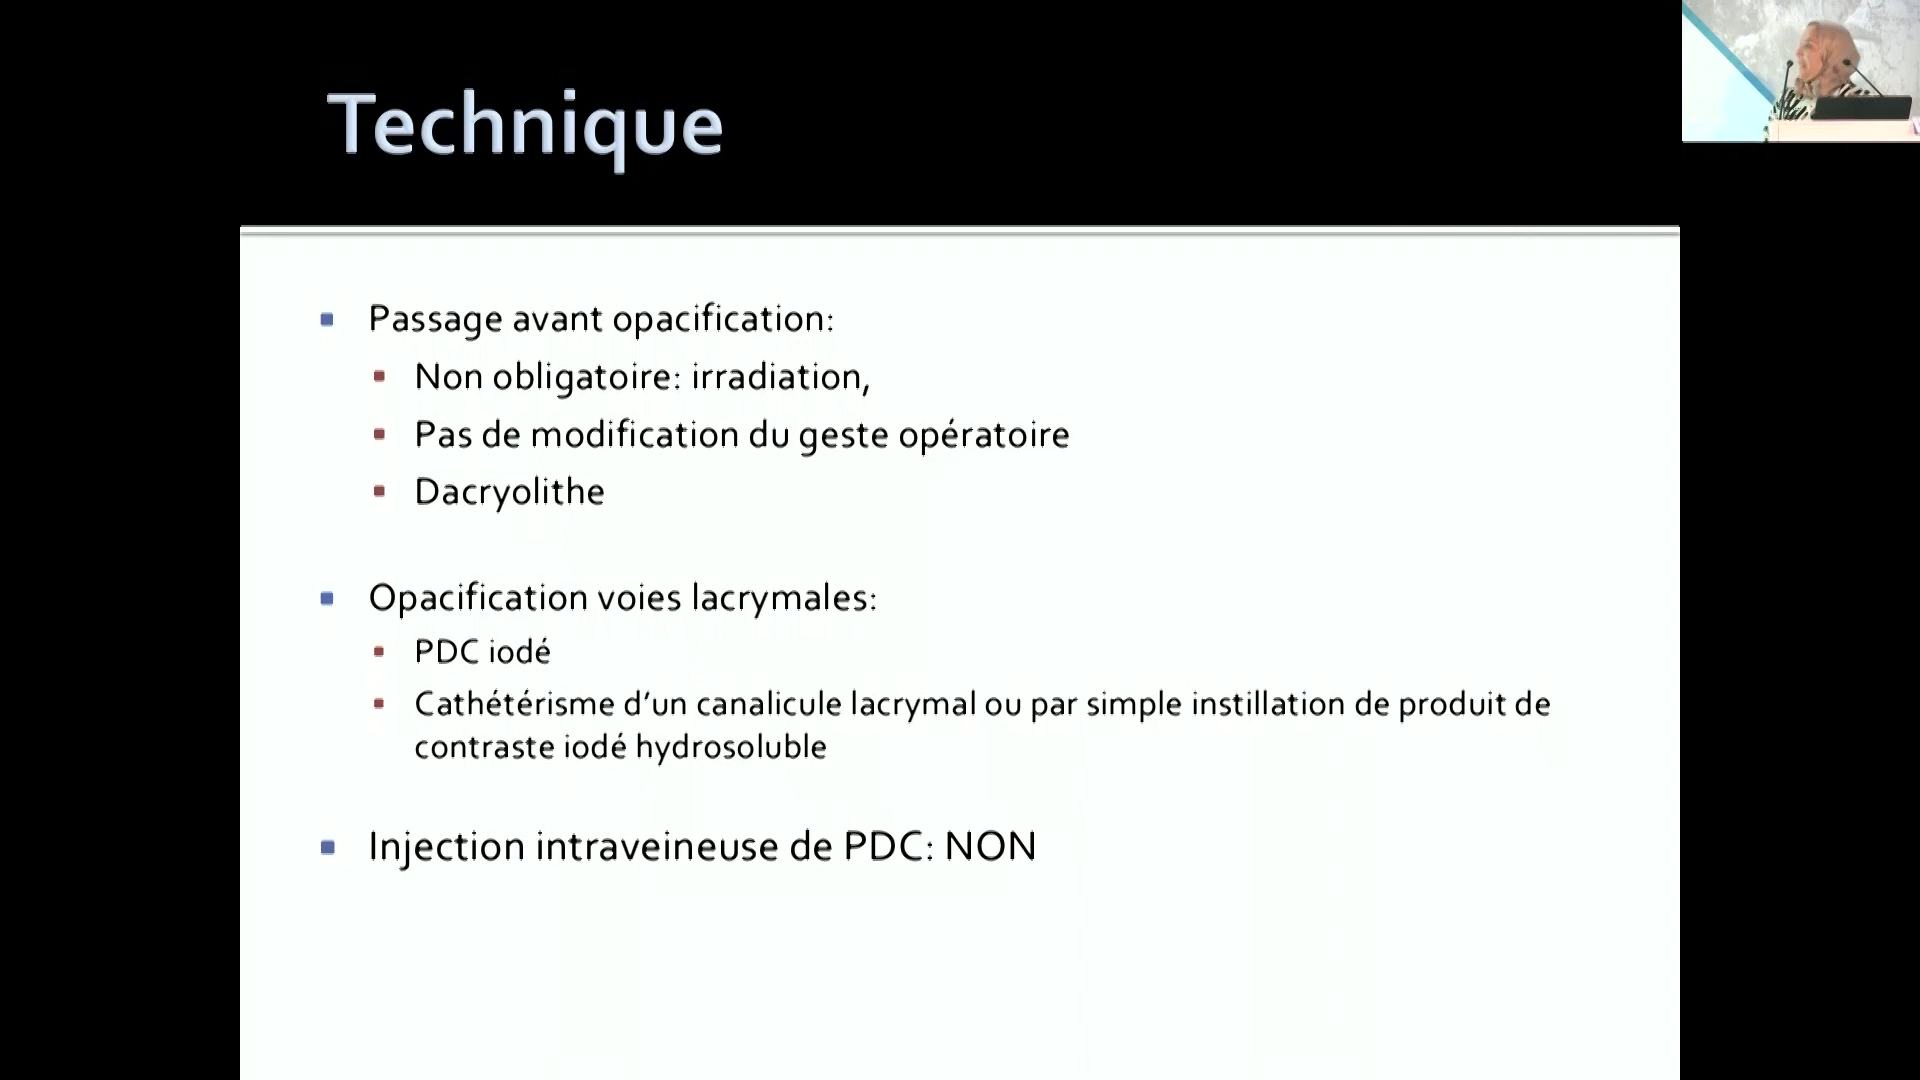 Technique
Passage avant opacification:
Non obligatoire: irradiation,
Pas de modification du geste opératoire
Dacryolithe
Opacification voies lacrymales:
PDC iodé
Cathétérisme d’un canalicule lacrymal ou par simple instillation de produit de
contraste iodé hydrosoluble
Injection intraveineuse de PDC: NON